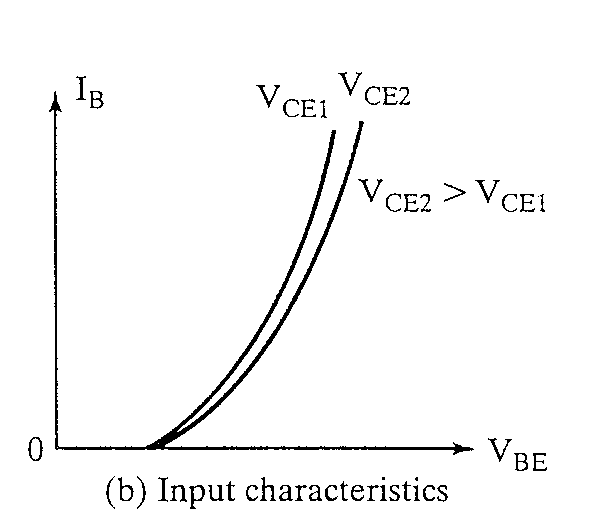 I_B
V_CE1 V_CE2
V_CE2 > V_CE1
0
V_BE
(b) Input characteristics